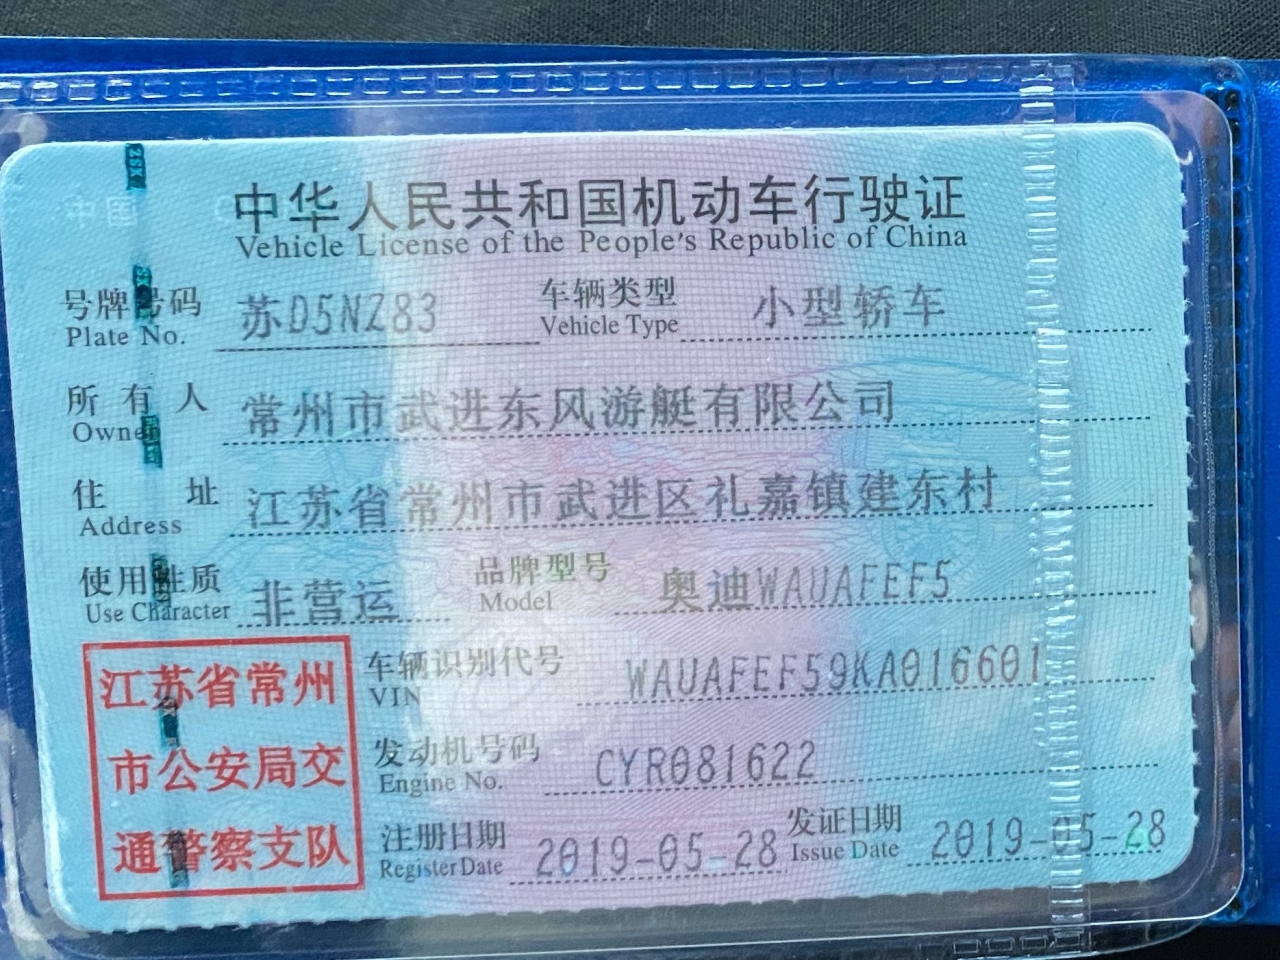 中华人民共和国机动车行驶证
Vehicle License of the People's Republic of China
号牌号码 苏D5NZ83 车辆类型 小型轿车
Plate No. Vehicle Type
所有人 常州市武进东风游艇有限公司
Owner
住址 江苏省常州市武进区礼嘉镇建东村
Address
使用性质 非营运 品牌型号 奥迪WAUAFEF5
Use Character Model
车辆识别代号 WAUAFEF59KA016601
VIN
发动机号码 CYR081622
Engine No.
注册日期 2019-05-28 发证日期 2019-05-28
Register Date Issue Date
江苏省常州
市公安局交
通警察支队